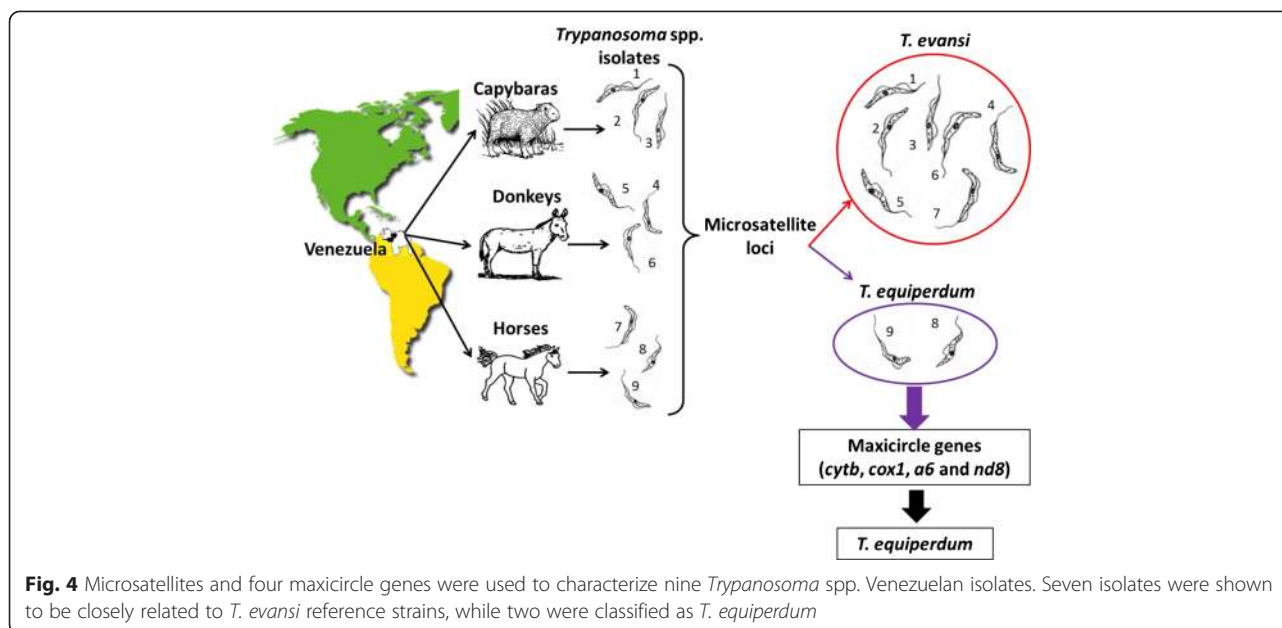 Trypanosoma spp.
isolates
Capybaras
1
2
3
Donkeys
5
4
6
Horses
7
8
9
Venezuela
Microsatellite
loci
T. evansi
1
2
3
4
6
5
7
T. equiperdum
9
8
Maxicircle genes
(cytb, cox1, a6 and nd8)
T. equiperdum
Fig. 4 Microsatellites and four maxicircle genes were used to characterize nine Trypanosoma spp. Venezuelan isolates. Seven isolates were shown
to be closely related to T. evansi reference strains, while two were classified as T. equiperdum